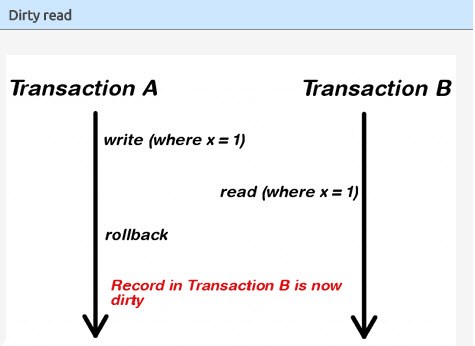 Dirty read
Transaction A
Transaction B
write (where x = 1)
read (where x = 1)
rollback
Record in Transaction B is now
dirty